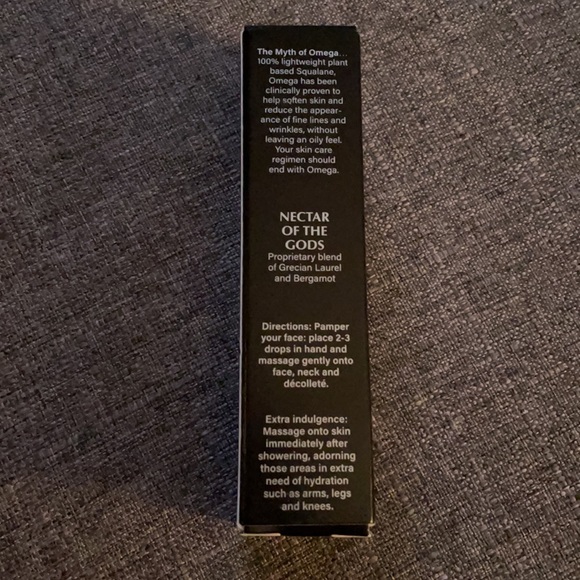 The Myth of Omega...
100% lightweight plant
based Squalane,
Omega has been
clinically proven to
help soften skin and
reduce the appear-
ance of fine lines and
wrinkles, without
leaving an oily feel.
Your skin care
regimen should
end with Omega.
NECTAR
OF THE
GODS
Proprietary blend
of Grecian Laurel
and Bergamot
Directions: Pamper
your face: place 2-3
drops in hand and
massage gently onto
face, neck and
décolleté.
Extra indulgence:
Massage onto skin
immediately after
showering, adorning
those areas in extra
need of hydration
such as arms, legs
and knees.